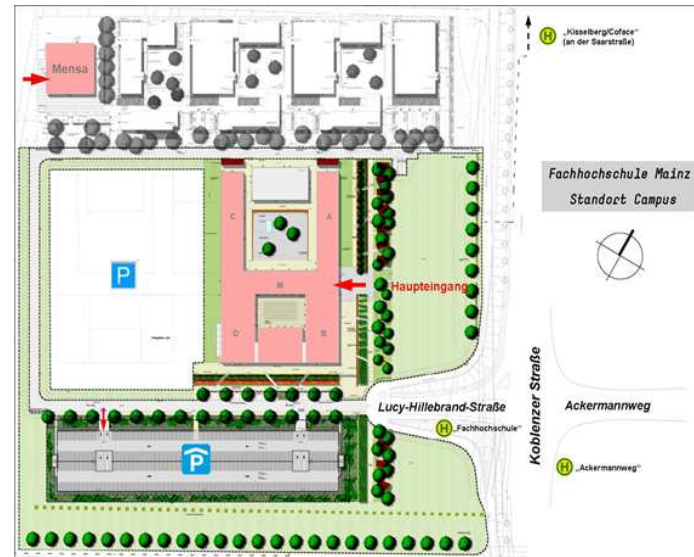 H
„Kisselberg/Coface“
(an der Saarstraße)
Mensa
Fachhochschule Mainz
Standort Campus
C
A
P
M
Haupteingang
D
B
Lucy-Hillebrand-Straße
Koblenzer Straße
Ackermannweg
H
„Fachhochschule“
P
H
„Ackermannweg“